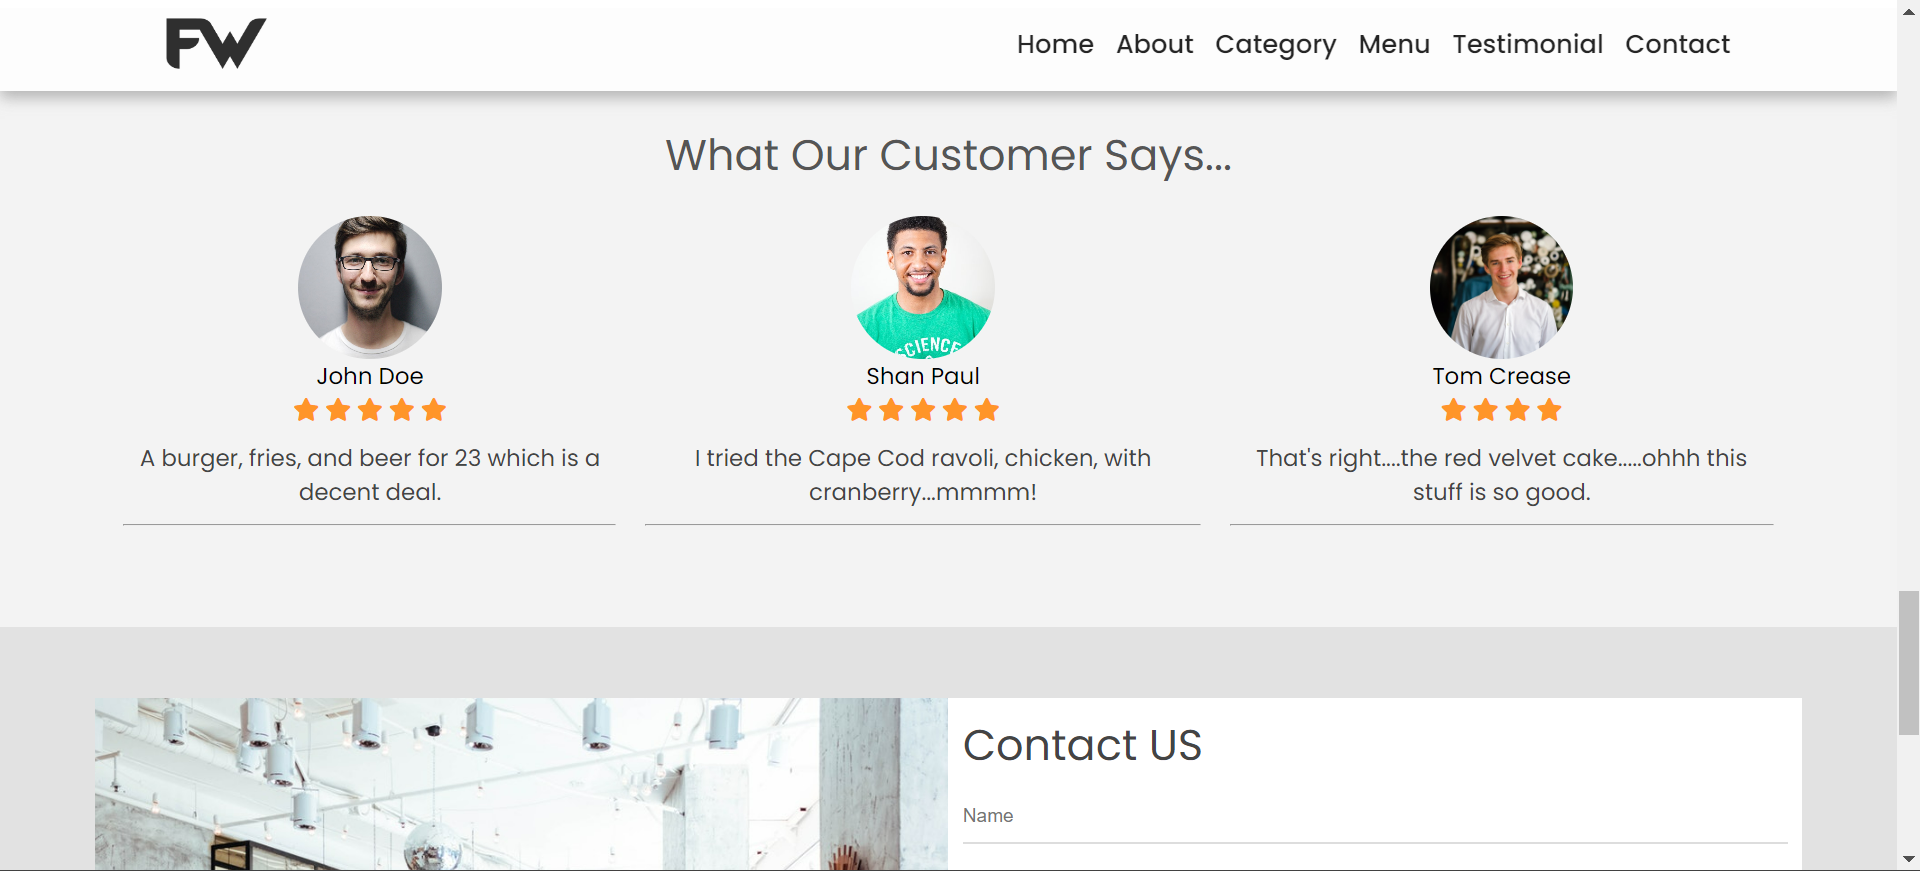 FW
Home About Category Menu Testimonial Contact
What Our Customer Says...
John Doe
A burger, fries, and beer for 23 which is a
decent deal.
SCIENCE
Shan Paul
I tried the Cape Cod ravoli, chicken, with
cranberry...mmmm!
Tom Crease
That's right....the red velvet cake.....ohhh this
stuff is so good.
Contact US
Name